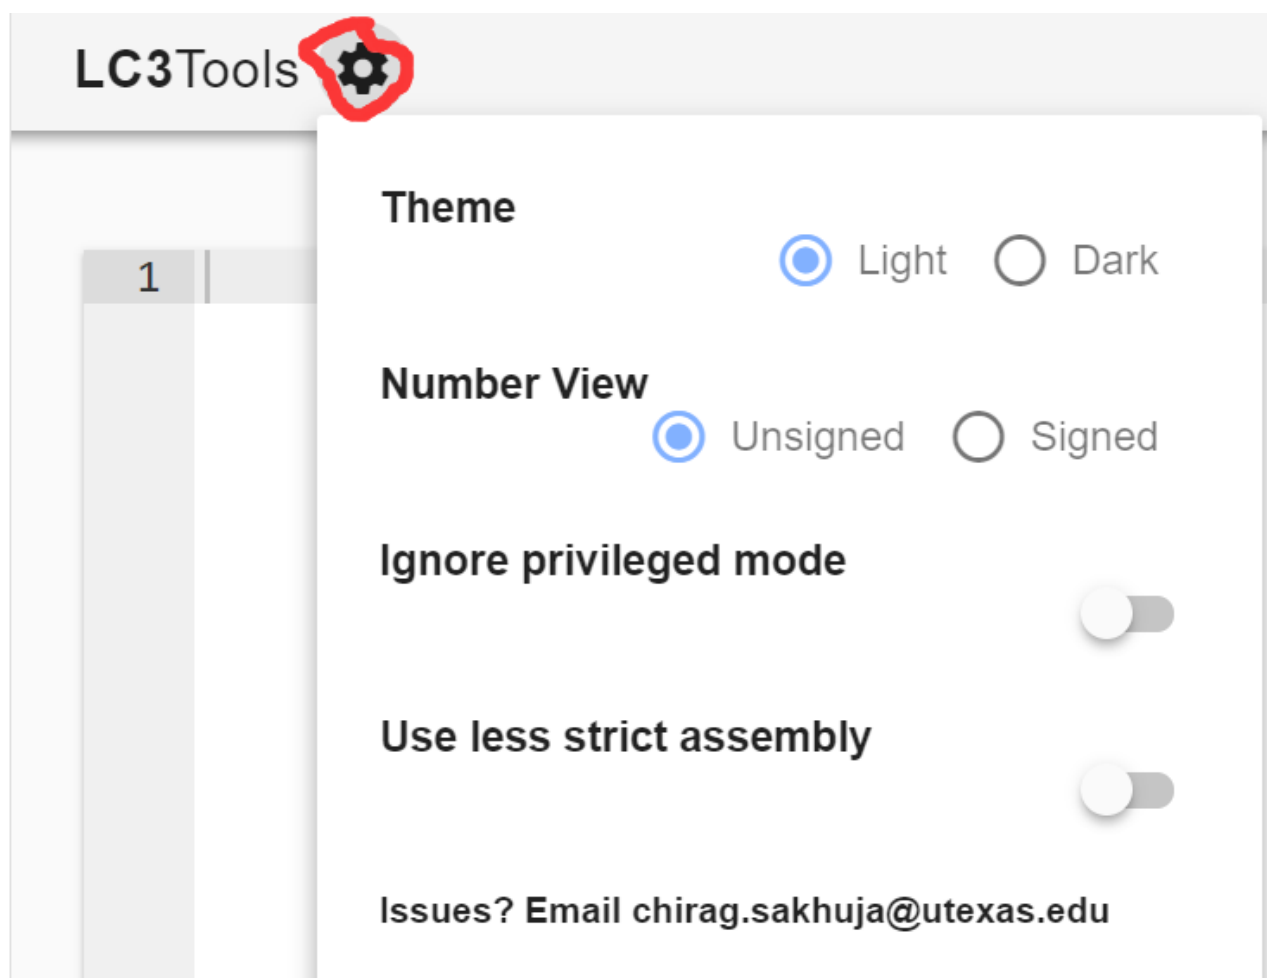 LC3Tools
Theme
Light Dark
1
Number View
Unsigned Signed
Ignore privileged mode
Use less strict assembly
Issues? Email chirag.sakhuja@utexas.edu